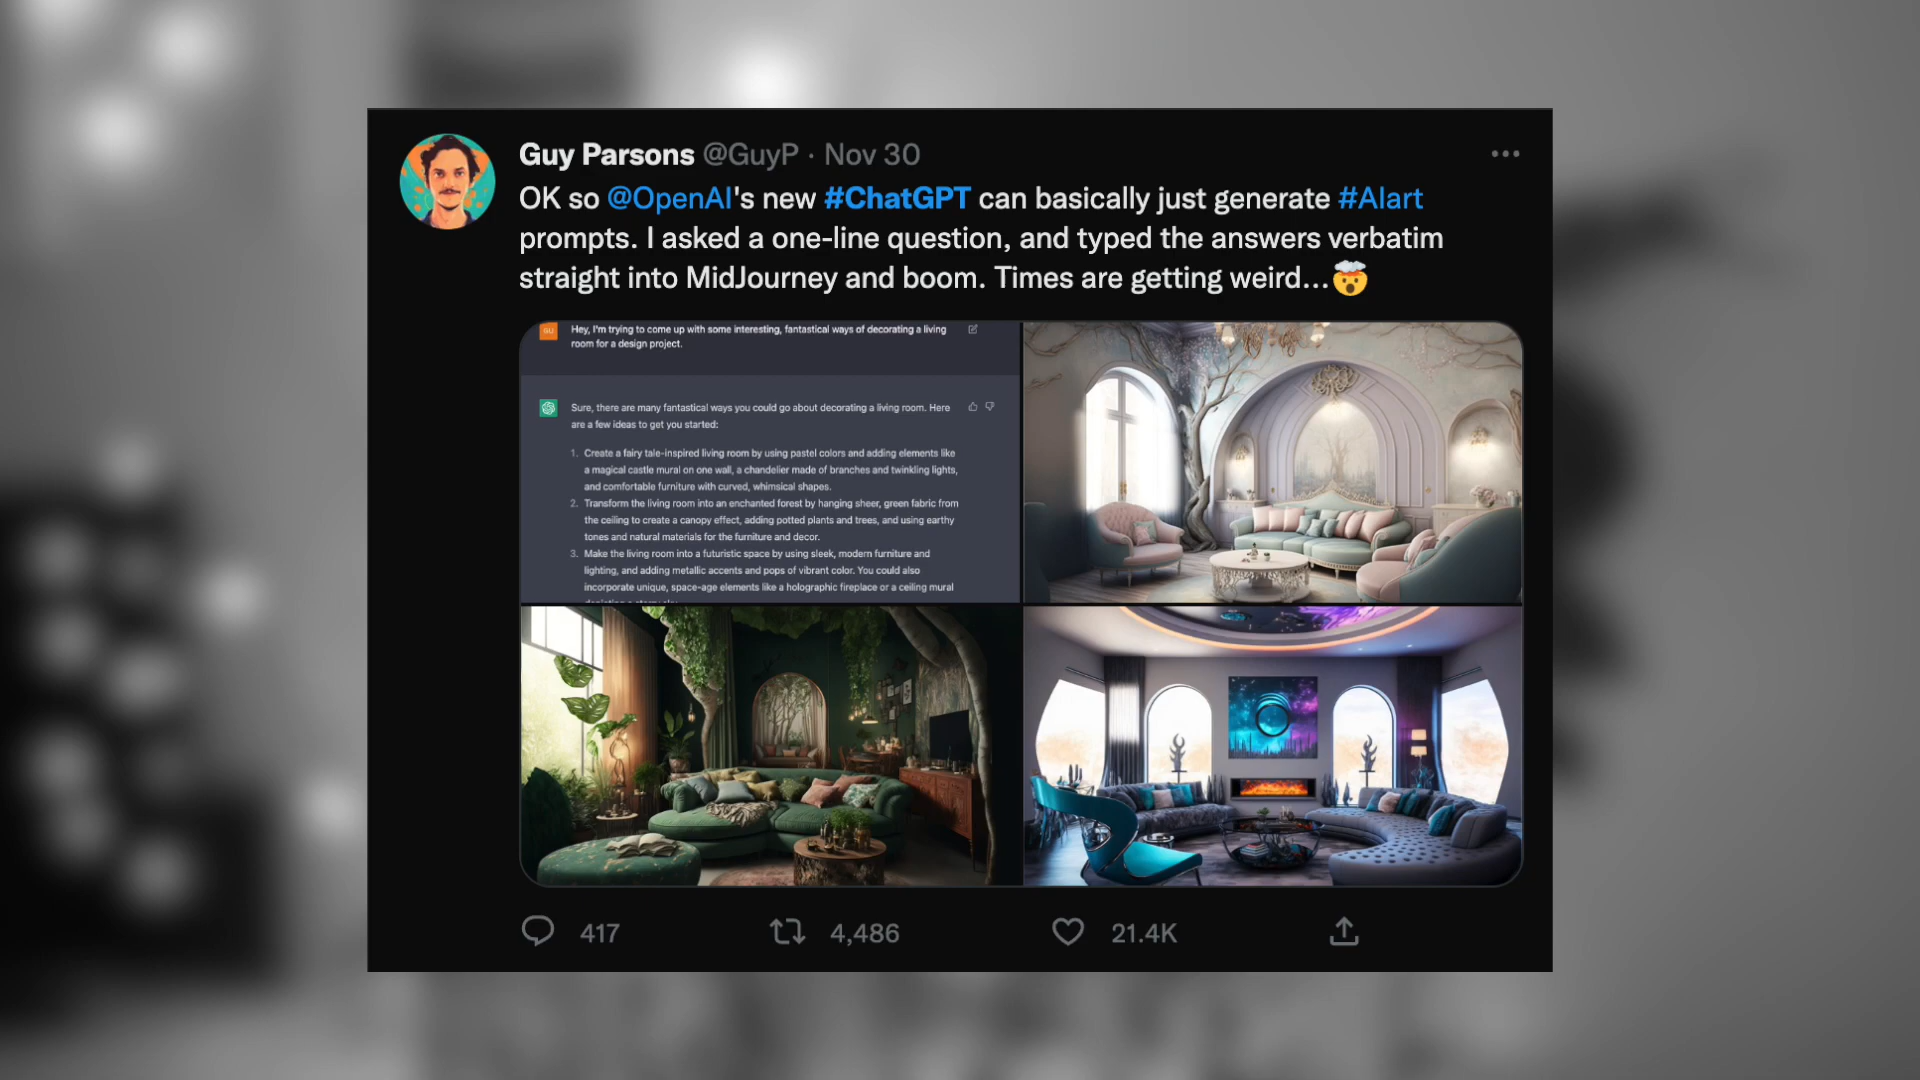 Guy Parsons @GuyP · Nov 30
OK so @OpenAI's new #ChatGPT can basically just generate #AIart
prompts. I asked a one-line question, and typed the answers verbatim
straight into MidJourney and boom. Times are getting weird...🤯
GU
Hey, I'm trying to come up with some interesting, fantastical ways of decorating a living
room for a design project.
Sure, there are many fantastical ways you could go about decorating a living room. Here
are a few ideas to get you started:
1. Create a fairy tale-inspired living room by using pastel colors and adding elements like
a magical castle mural on one wall, a chandelier made of branches and twinkling lights,
and comfortable furniture with curved, whimsical shapes.
2. Transform the living room into an enchanted forest by hanging sheer, green fabric from
the ceiling to create a canopy effect, adding potted plants and trees, and using earthy
tones and natural materials for the furniture and decor.
3. Make the living room into a futuristic space by using sleek, modern furniture and
lighting, and adding metallic accents and pops of vibrant color. You could also
incorporate unique, space-age elements like a holographic fireplace or a ceiling mural
417 4,486 21.4K